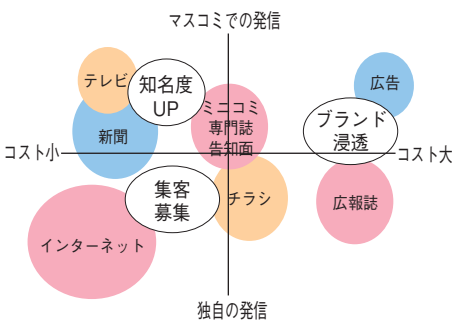 マスコミでの発信
テレビ
知名度
UP
広告
ミニコミ
専門誌
告知面
新聞
ブランド
浸透
コスト小
コスト大
集客
募集
チラシ
広報誌
インターネット
独自の発信